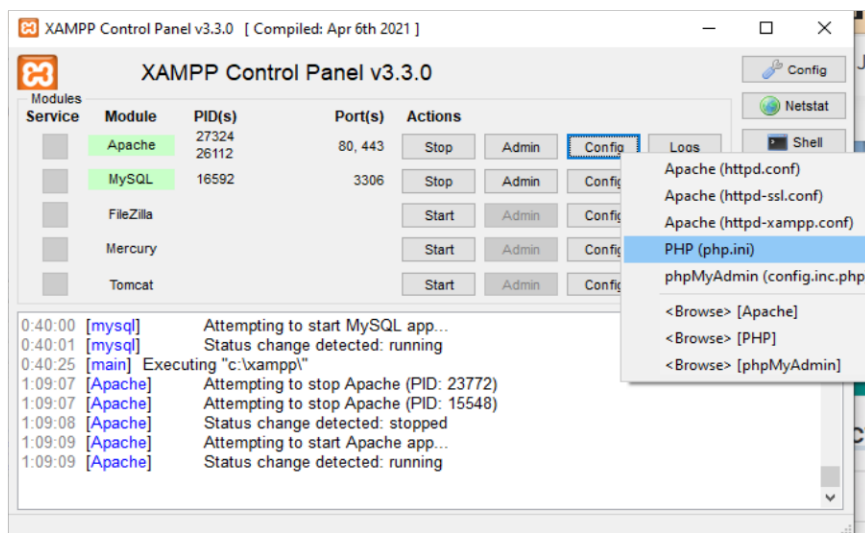 XAMPP Control Panel v3.3.0 [ Compiled: Apr 6th 2021 ]
XAMPP Control Panel v3.3.0
Config
Modules
Service Module PID(s) Port(s) Actions
Netstat
Shell
Apache 27324 26112 80, 443 Stop Admin Config Logs
MySQL 16592 3306 Stop Admin Config
FileZilla Start Admin Config
Mercury Start Admin Config
Tomcat Start Admin Config
Apache (httpd.conf)
Apache (httpd-ssl.conf)
Apache (httpd-xampp.conf)
PHP (php.ini)
phpMyAdmin (config.inc.php
<Browse> [Apache]
<Browse> [PHP]
<Browse> [phpMyAdmin]
0:40:00 [mysql] Attempting to start MySQL app...
0:40:01 [mysql] Status change detected: running
0:40:25 [main] Executing "c:\xampp\"
1:09:07 [Apache] Attempting to stop Apache (PID: 23772)
1:09:07 [Apache] Attempting to stop Apache (PID: 15548)
1:09:08 [Apache] Status change detected: stopped
1:09:09 [Apache] Attempting to start Apache app...
1:09:09 [Apache] Status change detected: running